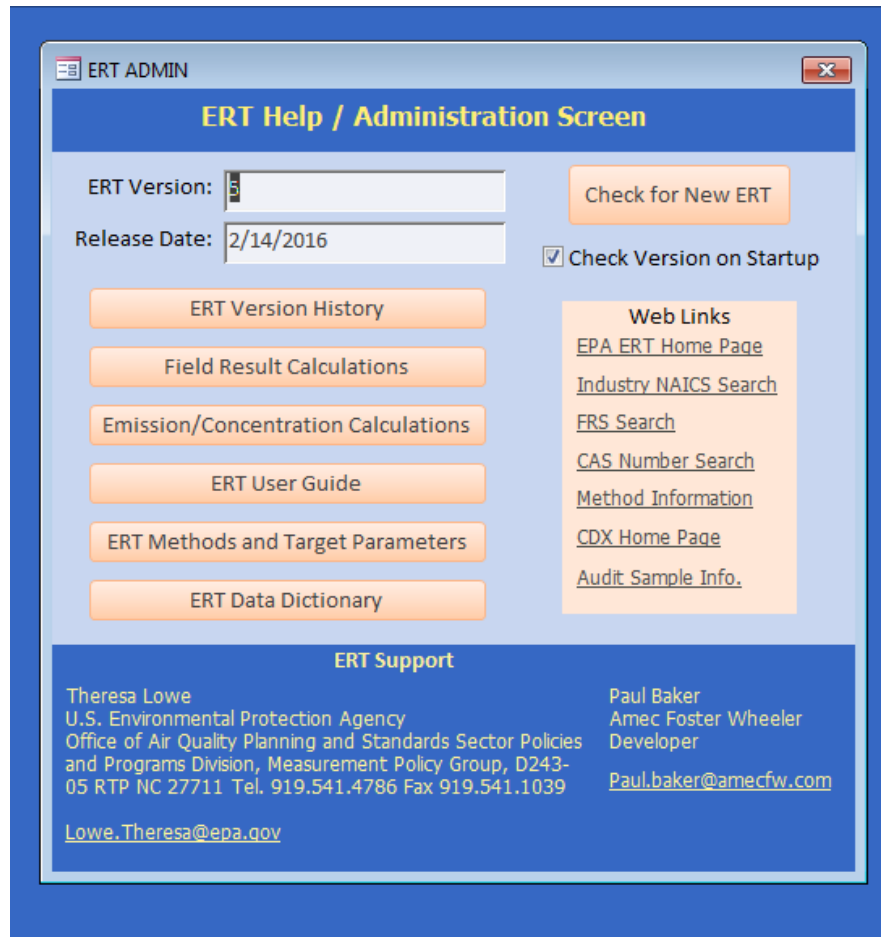 ERT ADMIN
ERT Help / Administration Screen
ERT Version: 5
Check for New ERT
Release Date: 2/14/2016
Check Version on Startup
ERT Version History
Field Result Calculations
Emission/Concentration Calculations
ERT User Guide
ERT Methods and Target Parameters
ERT Data Dictionary
Web Links
EPA ERT Home Page
Industry NAICS Search
FRS Search
CAS Number Search
Method Information
CDX Home Page
Audit Sample Info.
ERT Support
Theresa Lowe
U.S. Environmental Protection Agency
Office of Air Quality Planning and Standards Sector Policies
and Programs Division, Measurement Policy Group, D243-
05 RTP NC 27711 Tel. 919.541.4786 Fax 919.541.1039
Lowe.Theresa@epa.gov
Paul Baker
Amec Foster Wheeler
Developer
Paul.baker@amecfw.com